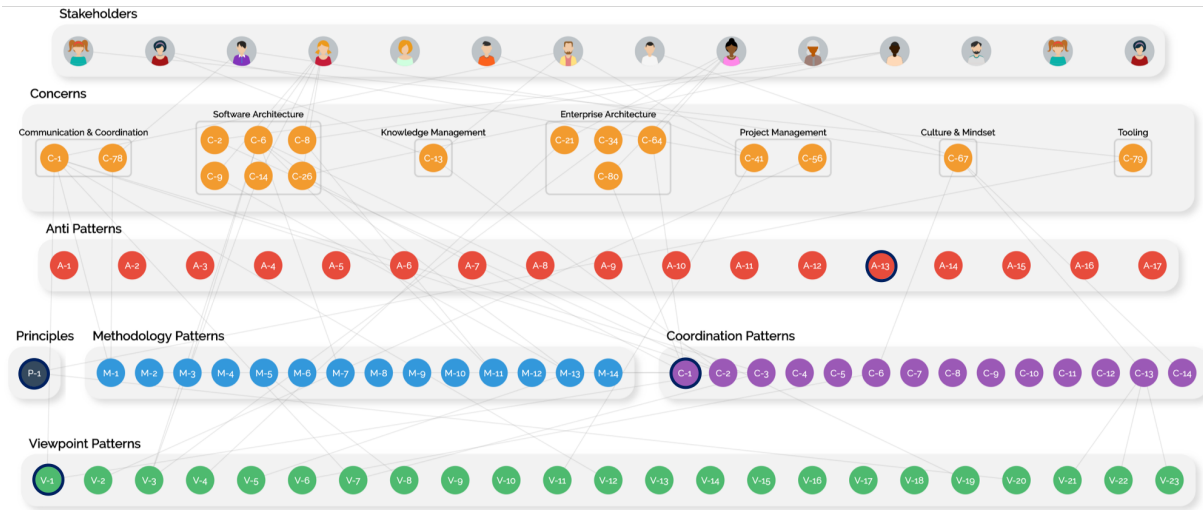 Stakeholders
Concerns
Software Architecture
Enterprise Architecture
Communication & Coordination
Knowledge Management
Project Management
Culture & Mindset
Tooling
C-2 C-6 C-8 C-21 C-34 C-64
C-1 C-78 C-13 C-41 C-56 C-67 C-79
C-9 C-14 C-26 C-80
Anti Patterns
A-1 A-2 A-3 A-4 A-5 A-6 A-7 A-8 A-9 A-10 A-11 A-12 A-13 A-14 A-15 A-16 A-17
Principles Methodology Patterns Coordination Patterns
P-1 M-1 M-2 M-3 M-4 M-5 M-6 M-7 M-8 M-9 M-10 M-11 M-12 M-13 M-14 C-1 C-2 C-3 C-4 C-5 C-6 C-7 C-8 C-9 C-10 C-11 C-12 C-13 C-14
Viewpoint Patterns
V-1 V-2 V-3 V-4 V-5 V-6 V-7 V-8 V-9 V-10 V-11 V-12 V-13 V-14 V-15 V-16 V-17 V-18 V-19 V-20 V-21 V-22 V-23